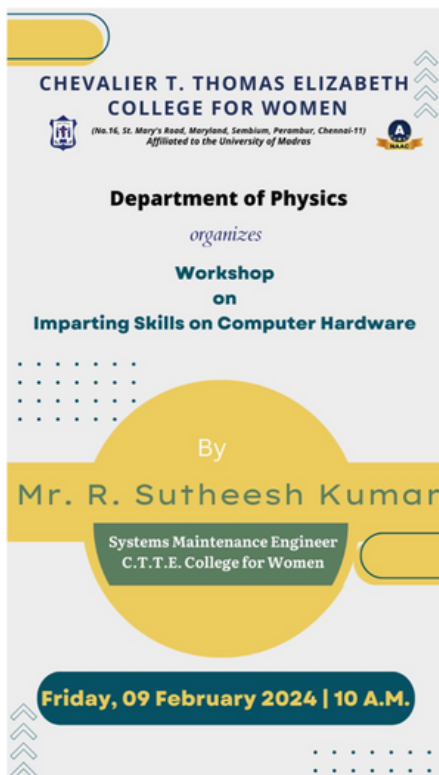 CHEVALIER T. THOMAS ELIZABETH
COLLEGE FOR WOMEN
(No.16, St. Mary's Road, Maryland, Sembium, Perambur, Chennai-11)
Affiliated to the University of Madras
A
NAAC
Department of Physics
organizes
Workshop
on
Imparting Skills on Computer Hardware
By
Mr. R. Sutheesh Kumar
Systems Maintenance Engineer
C.T.T.E. College for Women
Friday, 09 February 2024 | 10 A.M.